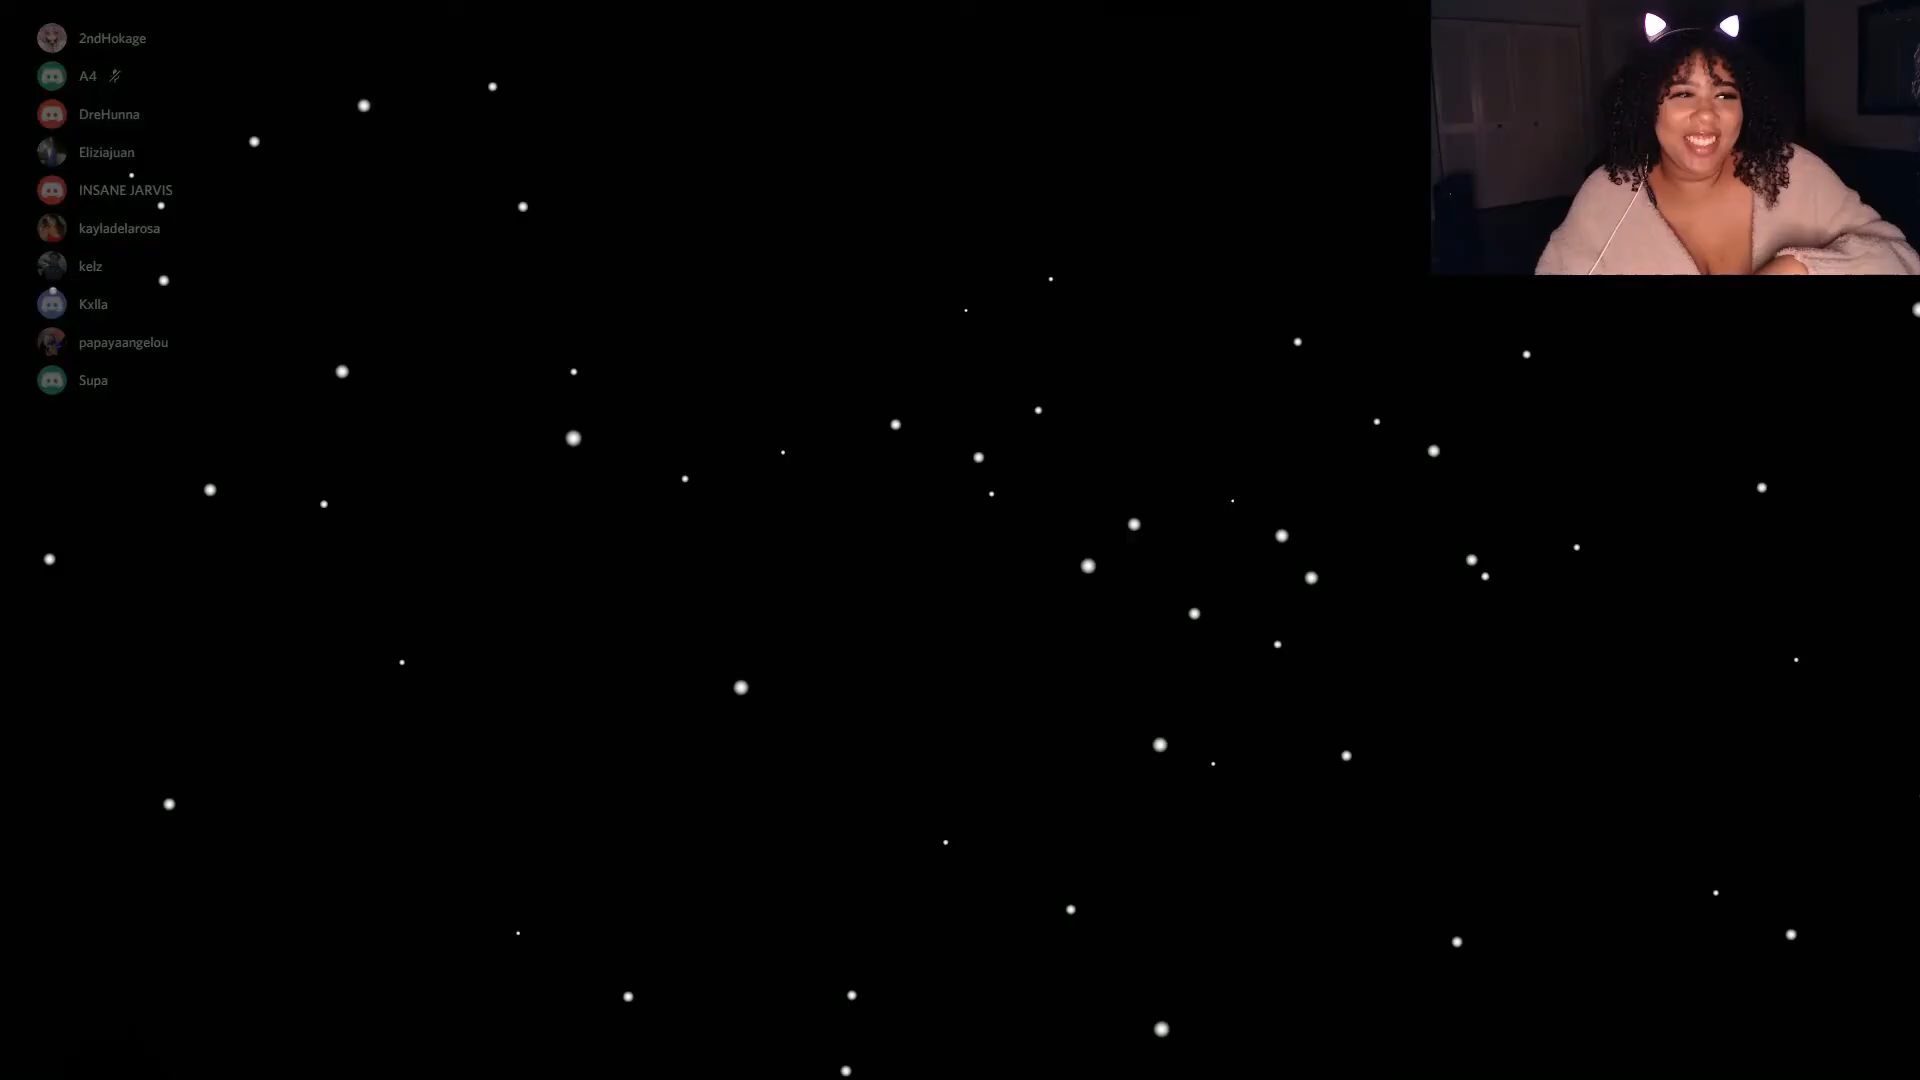 2ndHokage
A4
DreHunna
Eliziajuan
INSANE JARVIS
kayladelarosa
kelz
Kxlla
papayaangelou
Supa